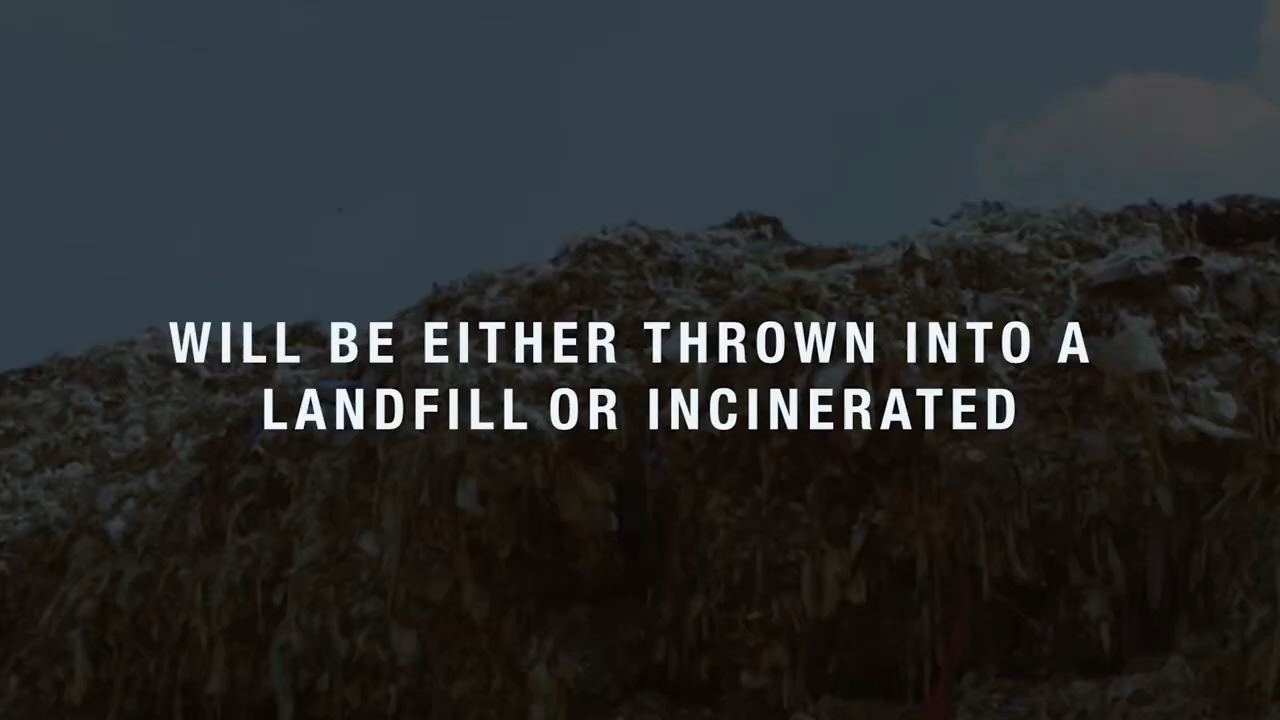 WILL BE EITHER THROWN INTO A
LANDFILL OR INCINERATED